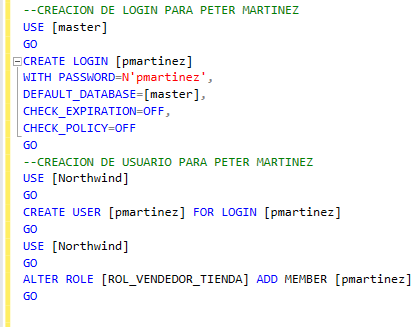 --CREACION DE LOGIN PARA PETER MARTINEZ
USE [master]
GO
CREATE LOGIN [pmartinez]
WITH PASSWORD=N'pmartinez',
DEFAULT_DATABASE=[master],
CHECK_EXPIRATION=OFF,
CHECK_POLICY=OFF
GO
--CREACION DE USUARIO PARA PETER MARTINEZ
USE [Northwind]
GO
CREATE USER [pmartinez] FOR LOGIN [pmartinez]
GO
USE [Northwind]
GO
ALTER ROLE [ROL_VENDEDOR_TIENDA] ADD MEMBER [pmartinez]
GO